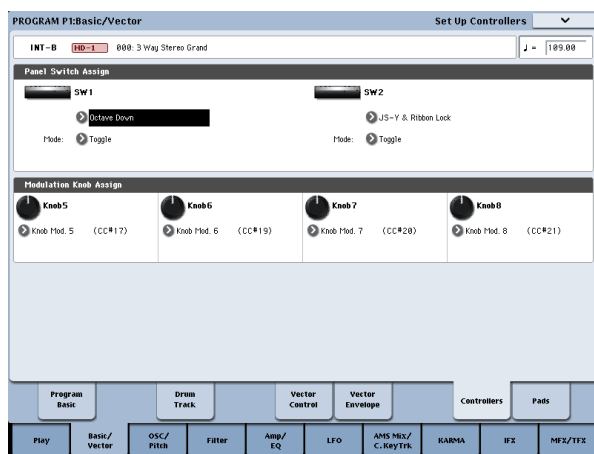 PROGRAM P1:Basic/Vector Set Up Controllers
INT-B HD-1 000: 3 Way Stereo Grand ♩ = 109.00
Panel Switch Assign
SW1 SW2
Octave Down JS-Y & Ribbon Lock
Mode: Toggle Mode: Toggle
Modulation Knob Assign
Knob5 Knob6 Knob7 Knob8
Knob Mod. 5 (CC#17) Knob Mod. 6 (CC#19) Knob Mod. 7 (CC#20) Knob Mod. 8 (CC#21)
Program Basic Drum Track Vector Control Vector Envelope Controllers Pads
Play Basic/Vector OSC/Pitch Filter Amp/EQ LFO AMS Mix/C.KeyTrk KARMA IFX MFX/TFX